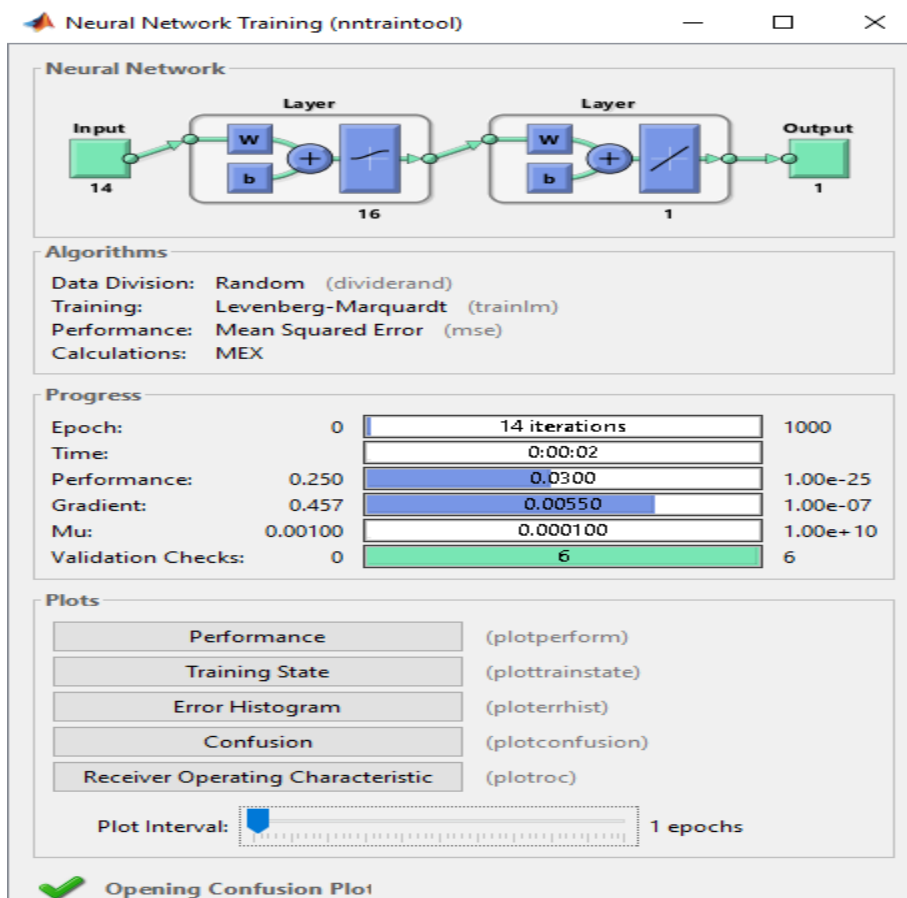 Neural Network Training (nntraintool)
Neural Network
Layer Layer
Input Output
W W
b b
14 1
16 1
Algorithms
Data Division: Random (dividerand)
Training: Levenberg-Marquardt (trainlm)
Performance: Mean Squared Error (mse)
Calculations: MEX
Progress
Epoch: 0 14 iterations 1000
Time: 0:00:02
Performance: 0.250 0.0300 1.00e-25
Gradient: 0.457 0.00550 1.00e-07
Mu: 0.00100 0.000100 1.00e+10
Validation Checks: 0 6 6
Plots
Performance (plotperform)
Training State (plottrainstate)
Error Histogram (ploterrhist)
Confusion (plotconfusion)
Receiver Operating Characteristic (plotroc)
Plot Interval: 1 epochs
Opening Confusion Plot